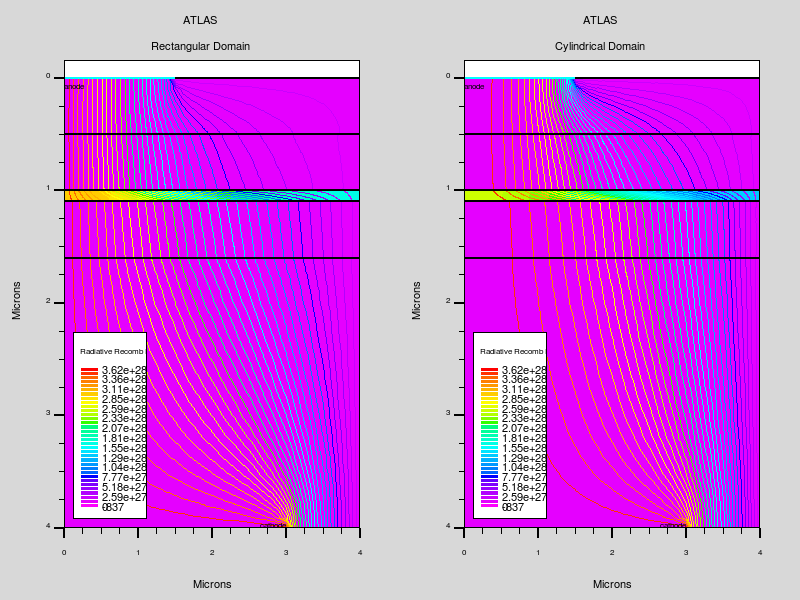 ATLAS
Rectangular Domain
Microns
0
1
2
3
4
anode
Radiative Recomb
3.62e+28
3.36e+28
3.11e+28
2.85e+28
2.59e+28
2.33e+28
2.07e+28
1.81e+28
1.55e+28
1.29e+28
1.04e+28
7.77e+27
5.18e+27
2.59e+27
0
1
2
3
4
Microns
ATLAS
Cylindrical Domain
Microns
0
1
2
3
4
anode
Radiative Recomb
3.62e+28
3.36e+28
3.11e+28
2.85e+28
2.59e+28
2.33e+28
2.07e+28
1.81e+28
1.55e+28
1.29e+28
1.04e+28
7.77e+27
5.18e+27
2.59e+27
0
1
2
3
4
Microns